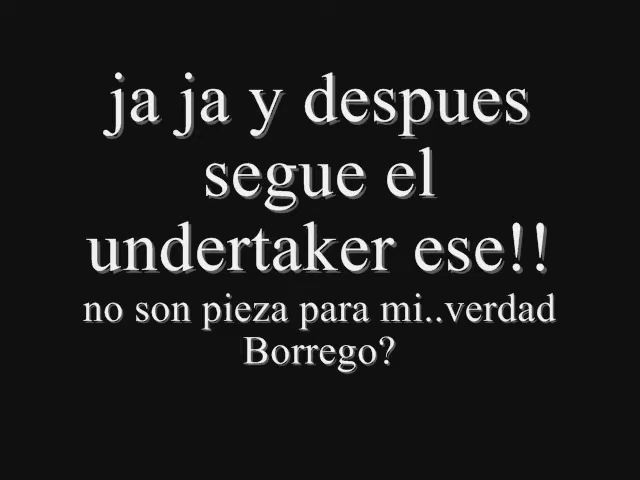 ja ja y despues
segue el
undertaker ese!!
no son pieza para mi..verdad
Borrego?